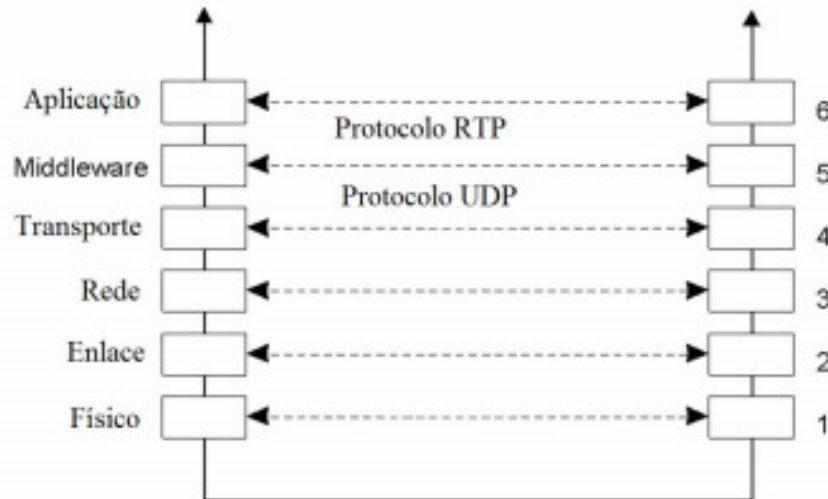 Aplicação 6
Protocolo RTP
Middleware 5
Protocolo UDP
Transporte 4
Rede 3
Enlace 2
Físico 1